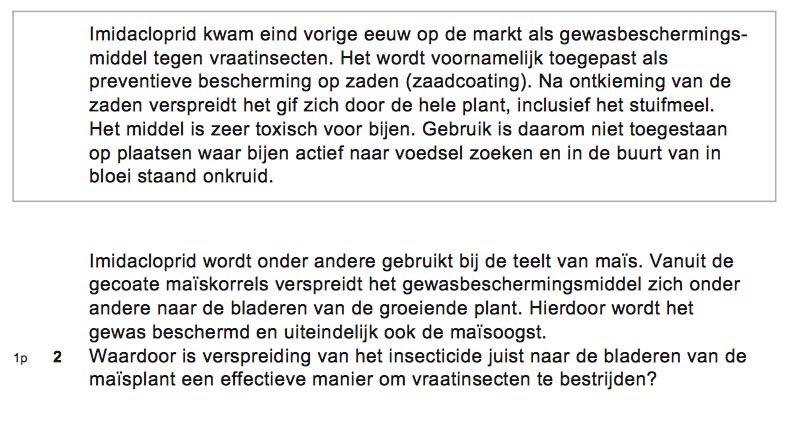 Imidacloprid kwam eind vorige eeuw op de markt als gewasbeschermings-
middel tegen vraatinsecten. Het wordt voornamelijk toegepast als
preventieve bescherming op zaden (zaadcoating). Na ontkieming van de
zaden verspreidt het gif zich door de hele plant, inclusief het stuifmeel.
Het middel is zeer toxisch voor bijen. Gebruik is daarom niet toegestaan
op plaatsen waar bijen actief naar voedsel zoeken en in de buurt van in
bloei staand onkruid.
Imidacloprid wordt onder andere gebruikt bij de teelt van maïs. Vanuit de
gecoate maïskorrels verspreidt het gewasbeschermingsmiddel zich onder
andere naar de bladeren van de groeiende plant. Hierdoor wordt het
gewas beschermd en uiteindelijk ook de maïsoogst.
1p 2 Waardoor is verspreiding van het insecticide juist naar de bladeren van de
maïsplant een effectieve manier om vraatinsecten te bestrijden?